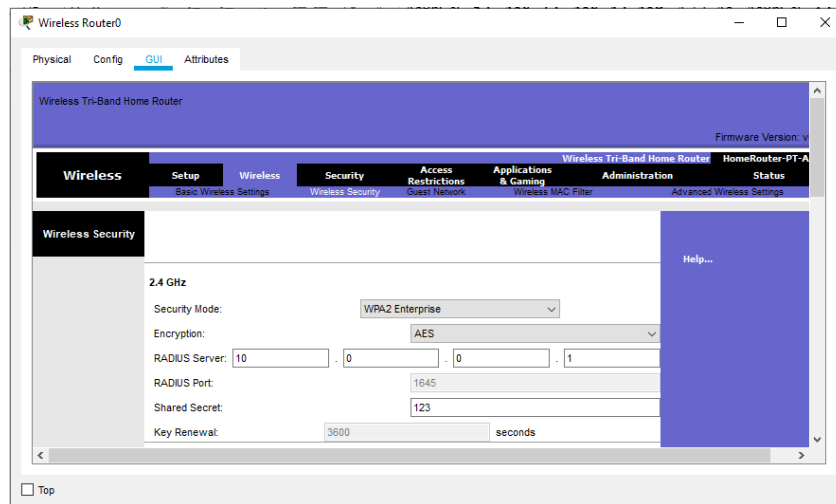 Wireless Router0
Physical Config GUI Attributes
Wireless Tri-Band Home Router
Firmware Version:
Wireless Tri-Band Home Router HomeRouter-PT-A
Wireless Setup Wireless Security Access Restrictions Applications & Gaming Administration Status
Basic Wireless Settings Wireless Security Guest Network Wireless MAC Filter Advanced Wireless Settings
Wireless Security
Help...
2.4 GHz
Security Mode: WPA2 Enterprise
Encryption: AES
RADIUS Server: 10 . 0 . 0 . 1
RADIUS Port: 1645
Shared Secret: 123
Key Renewal: 3600 seconds
Top